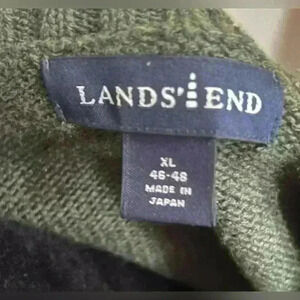 LANDS' END
XL
46-48
MADE IN
JAPAN